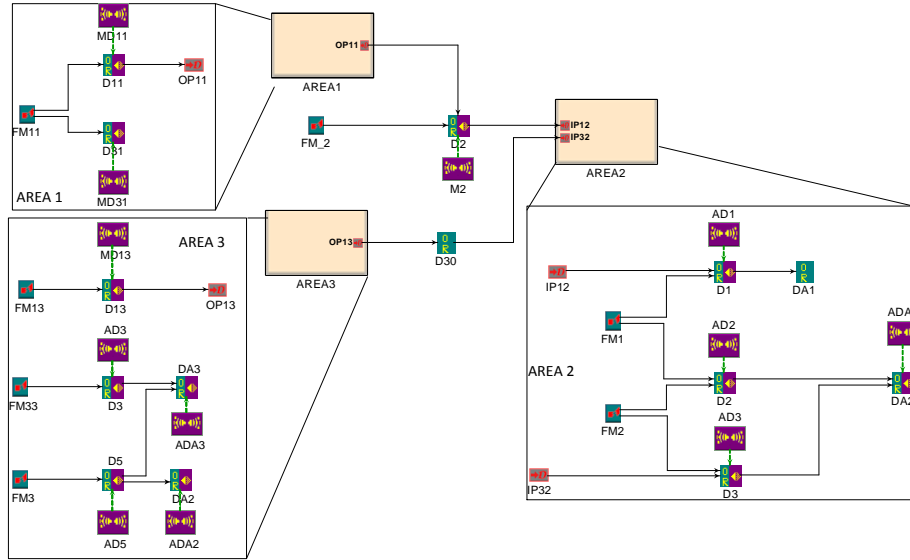 MD11
D11
OP11
FM11
D31
MD31
AREA 1
OP11
AREA1
FM_2
D2
M2
IP12
IP32
AREA2
AREA 3
MD13
FM13
D13
OP13
AD3
FM33
D3
DA3
ADA3
D5
FM3
DA2
AD5
ADA2
OP13
AREA3
D30
AD1
IP12
D1
DA1
FM1
AD2
ADA
AREA 2
D2
DA2
FM2
AD3
IP32
D3